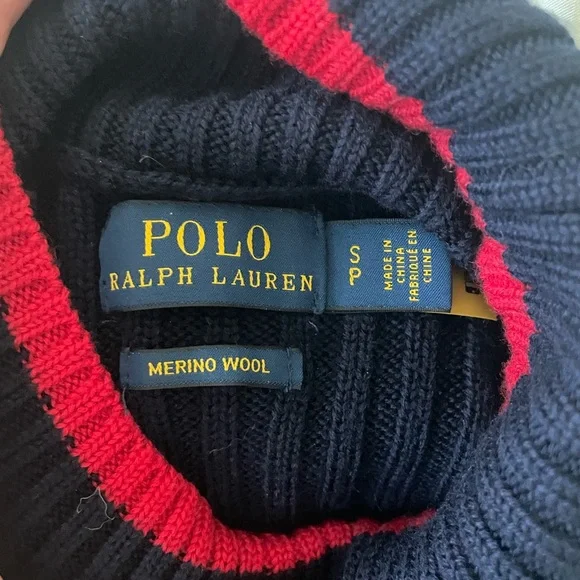 POLO
RALPH LAUREN
S
P
MADE IN
CHINA
FABRIQUÉ EN
CHINE
MERINO WOOL